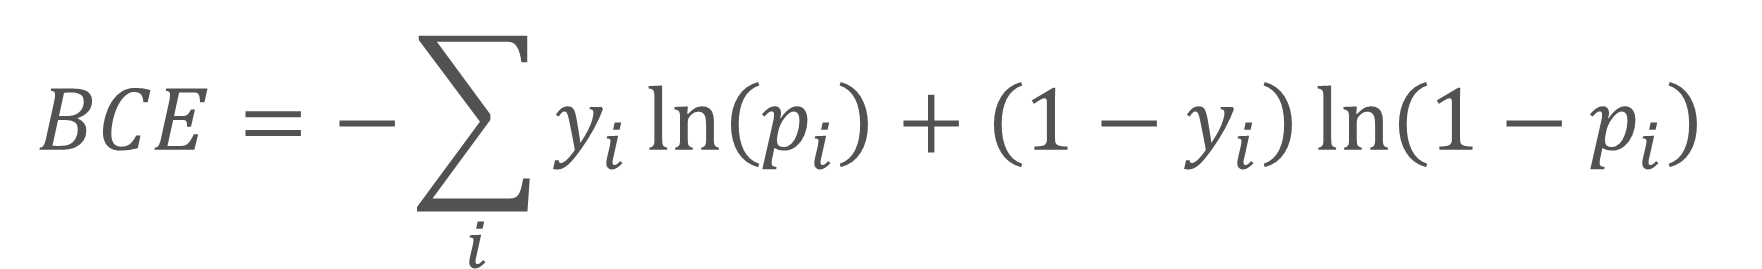 BCE = − ∑ᵢ yᵢ ln(pᵢ) + (1 − yᵢ) ln(1 − pᵢ)